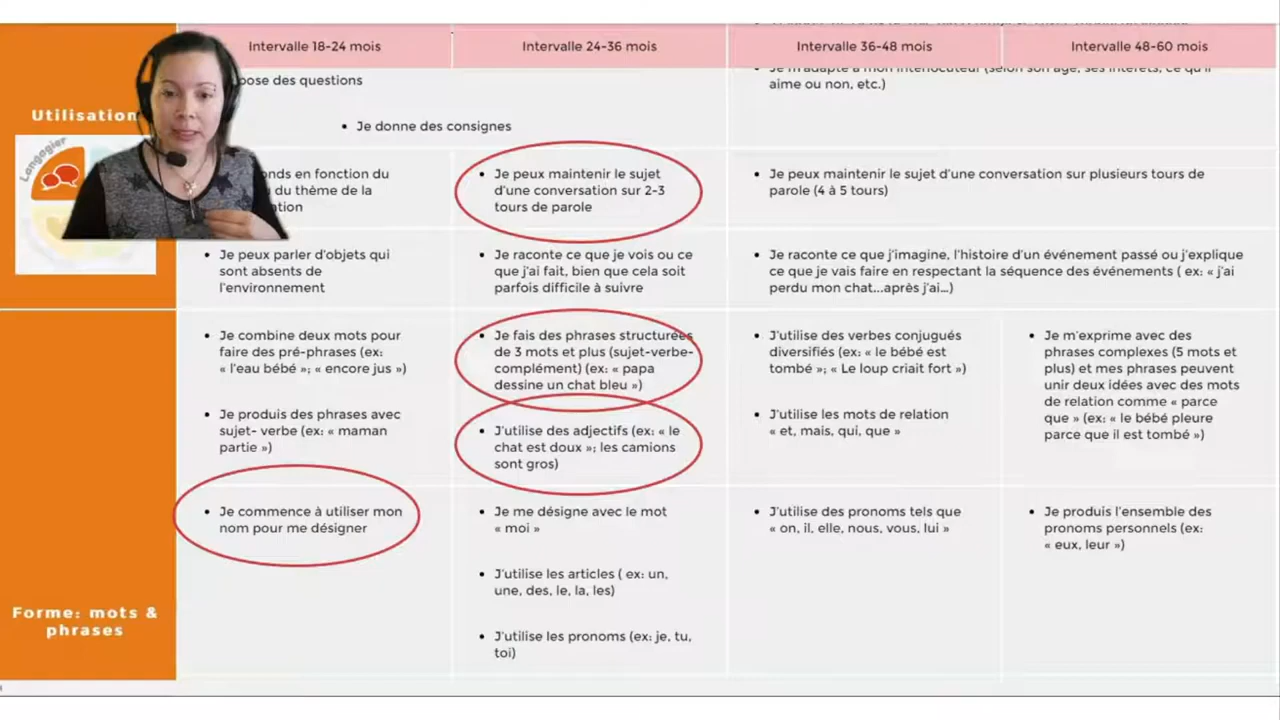 Intervalle 18-24 mois
Intervalle 24-36 mois
Intervalle 36-48 mois
Intervalle 48-60 mois
Utilisation
Langagier
pose des questions
• Je donne des consignes
aime ou non, etc.)
en fonction du
du thème de la
• Je peux maintenir le sujet
d'une conversation sur 2-3
tours de parole
• Je peux maintenir le sujet d'une conversation sur plusieurs tours de
parole (4 à 5 tours)
• Je peux parler d'objets qui
sont absents de
l'environnement
• Je raconte ce que je vois ou ce
que j'ai fait, bien que cela soit
parfois difficile à suivre
• Je raconte ce que j'imagine, l'histoire d'un événement passé ou j'explique
ce que je vais faire en respectant la séquence des événements ( ex: « j'ai
perdu mon chat...après j'ai...)
Forme: mots &
phrases
• Je combine deux mots pour
faire des pré-phrases (ex:
« l'eau bébé »; « encore jus »)
• Je produis des phrases avec
sujet- verbe (ex: « maman
partie »)
• Je fais des phrases structurées
de 3 mots et plus (sujet-verbe-
complément) (ex: « papa
dessine un chat bleu »)
• J'utilise des adjectifs (ex: « le
chat est doux »; les camions
sont gros)
• J'utilise des verbes conjugués
diversifiés (ex: « le bébé est
tombé »; « Le loup criait fort »)
• J'utilise les mots de relation
« et, mais, qui, que »
• Je m'exprime avec des
phrases complexes (5 mots et
plus) et mes phrases peuvent
unir deux idées avec des mots
de relation comme « parce
que » (ex: « le bébé pleure
parce que il est tombé »)
• Je commence à utiliser mon
nom pour me désigner
• Je me désigne avec le mot
« moi »
• J'utilise les articles ( ex: un,
une, des, le, la, les)
• J'utilise les pronoms (ex: je, tu,
toi)
• J'utilise des pronoms tels que
« on, il, elle, nous, vous, lui »
• Je produis l'ensemble des
pronoms personnels (ex:
« eux, leur »)